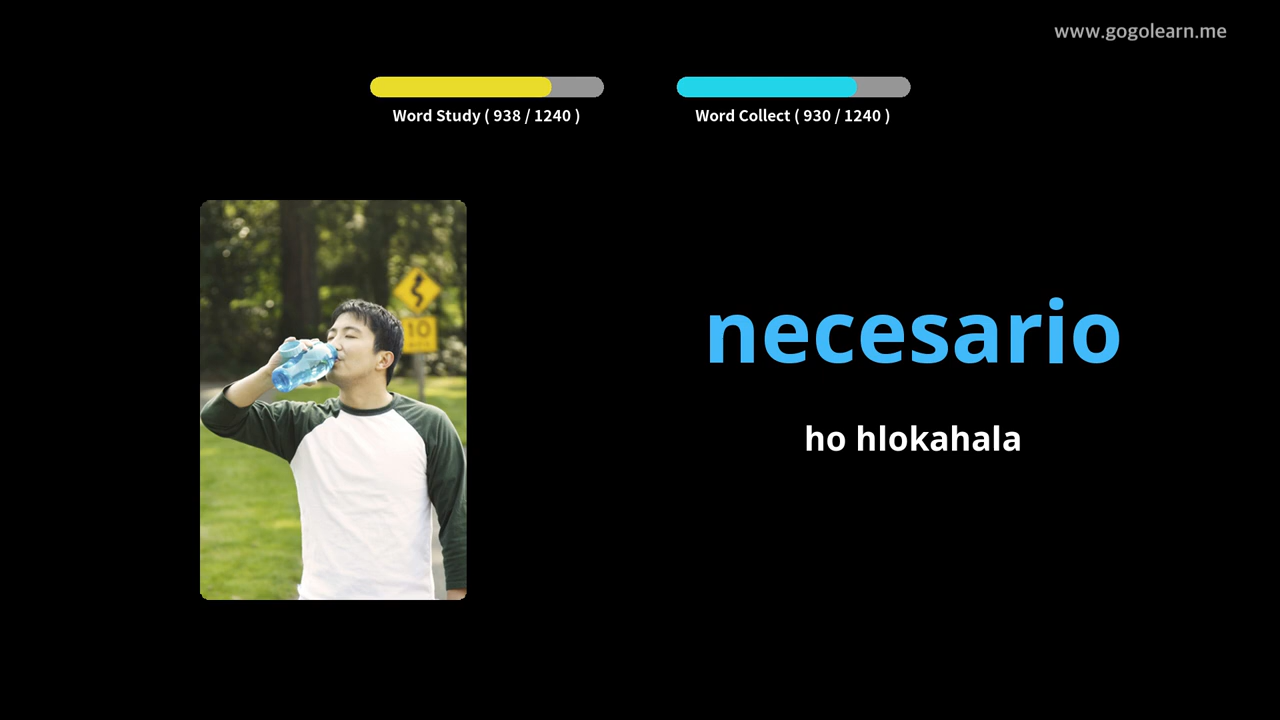 www.gogolearn.me
Word Study ( 938 / 1240 )
Word Collect ( 930 / 1240 )
10
necesario
ho hlokahala